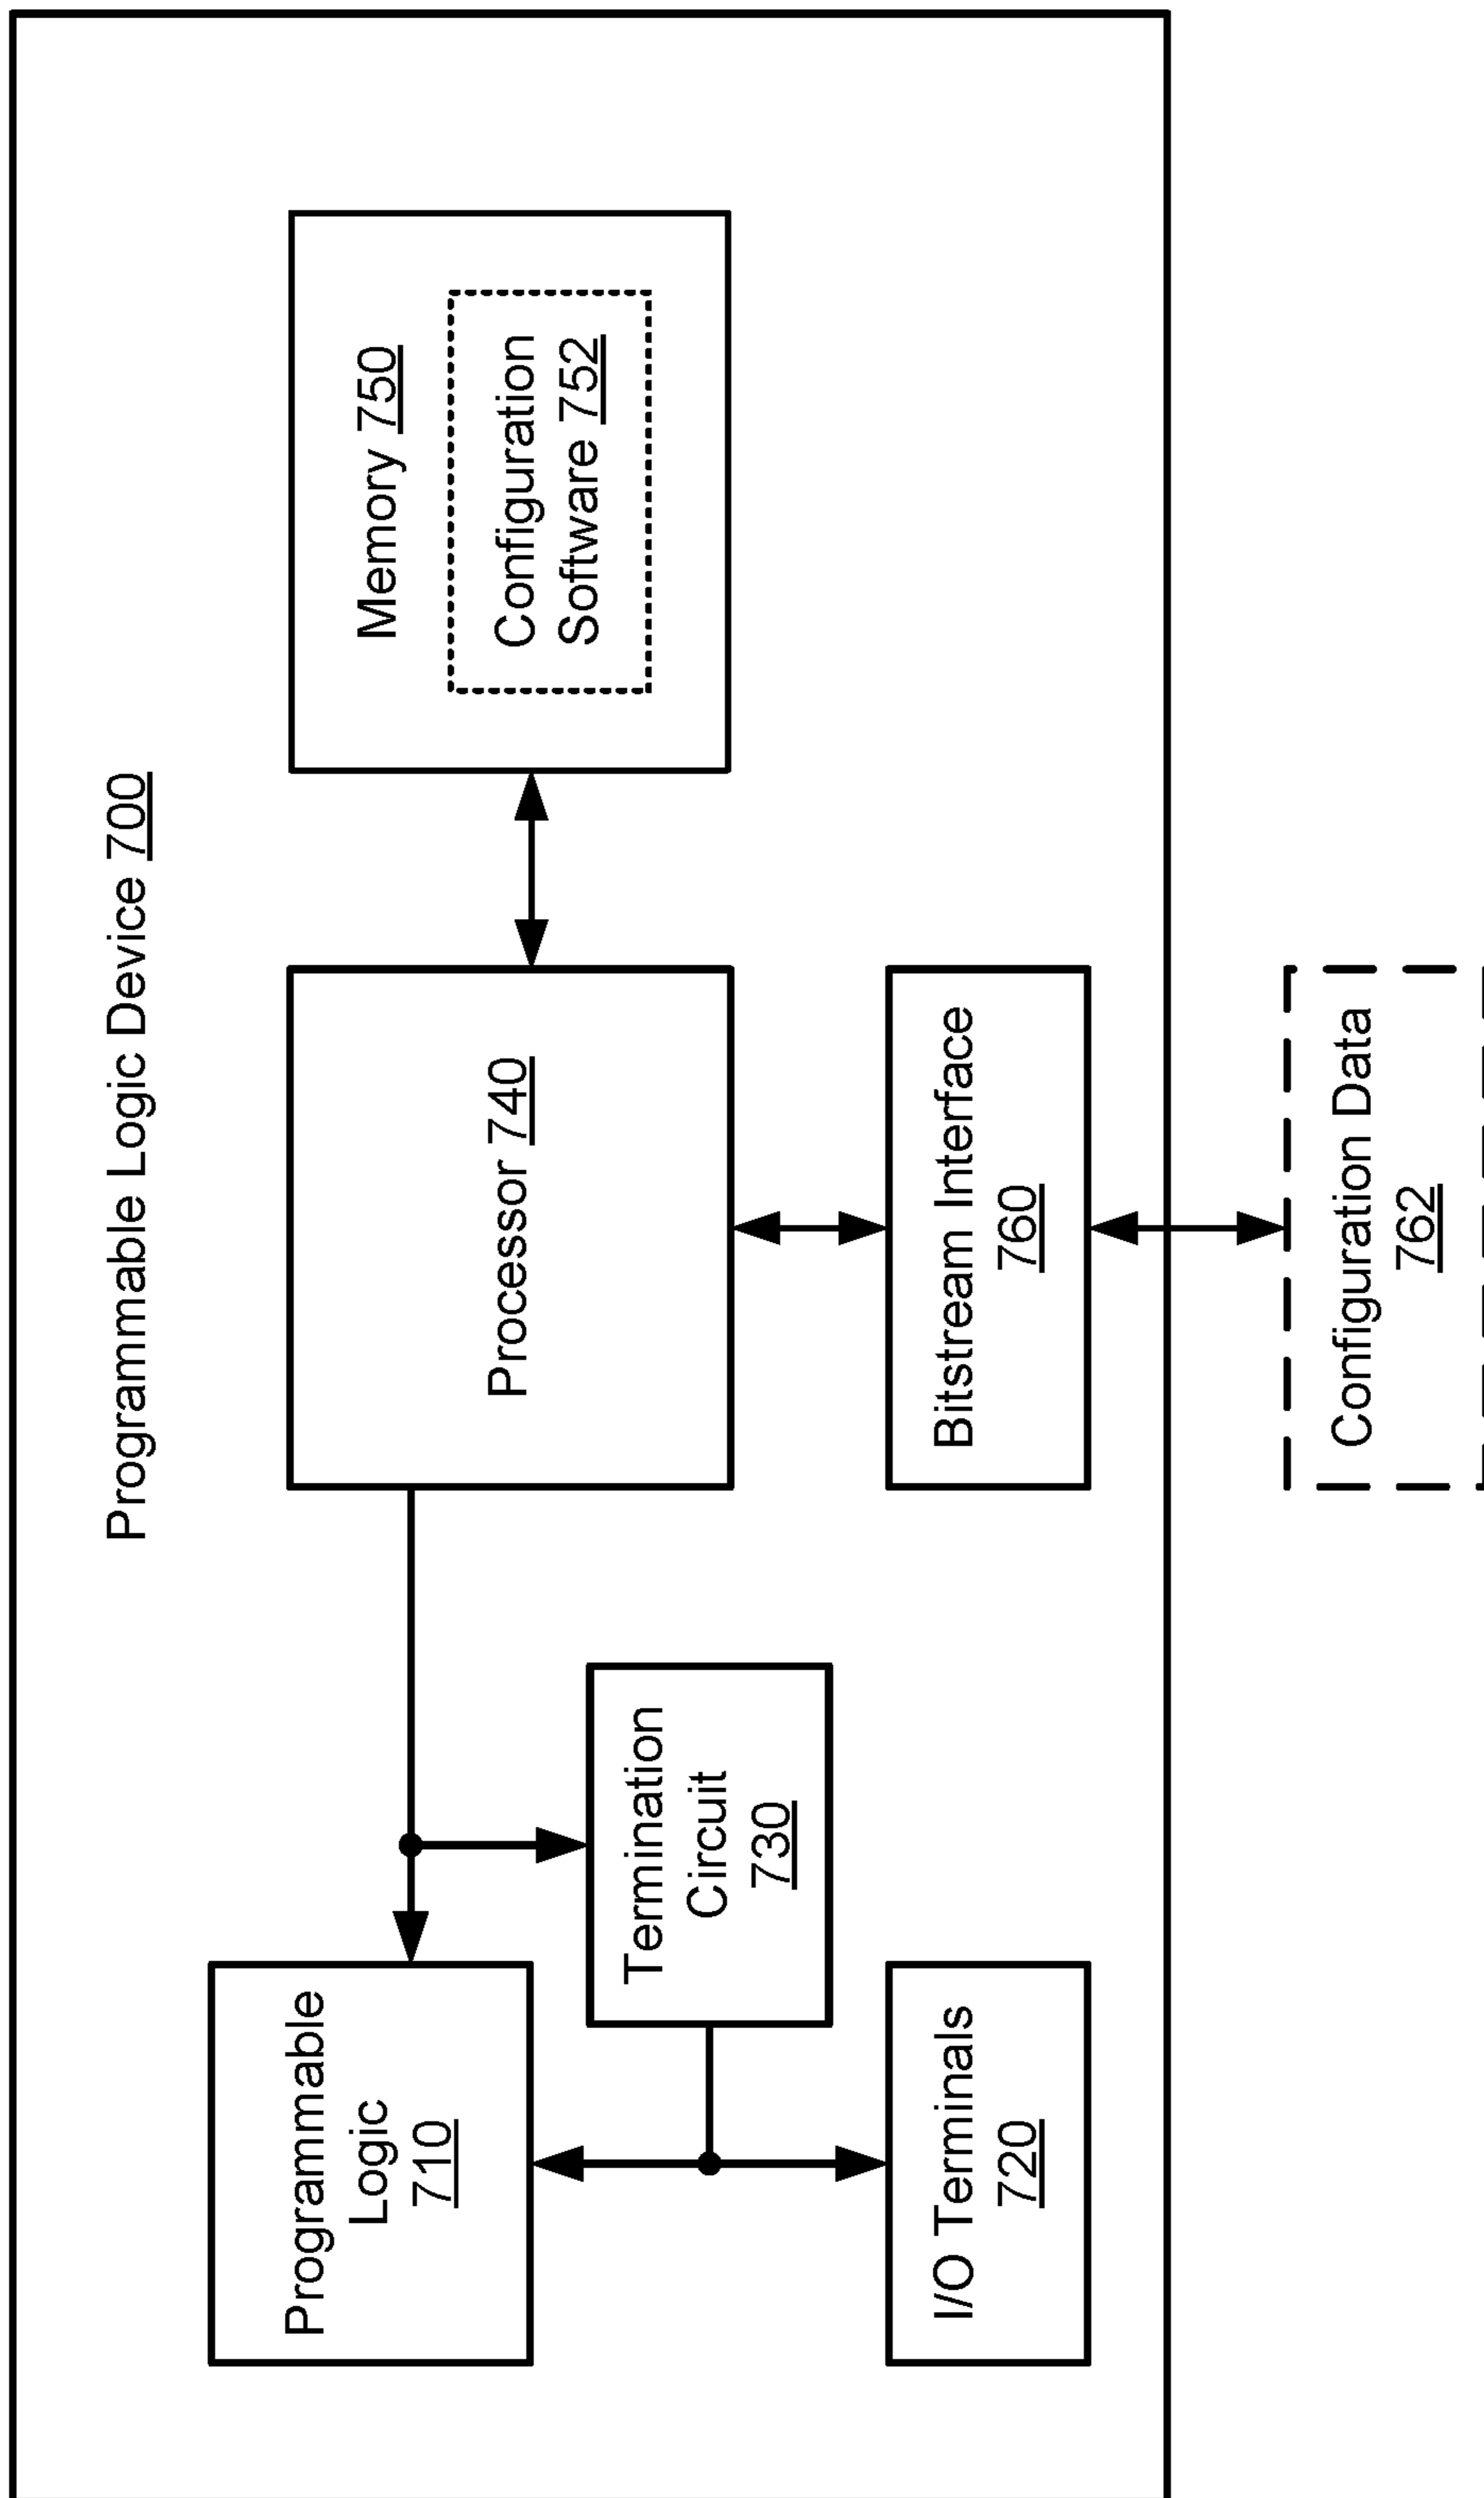 Programmable Logic Device 700
Programmable
Logic
710
Termination
Circuit
730
I/O Terminals
720
Processor 740
Bitstream Interface
760
Memory 750
Configuration
Software 752
Configuration Data
762